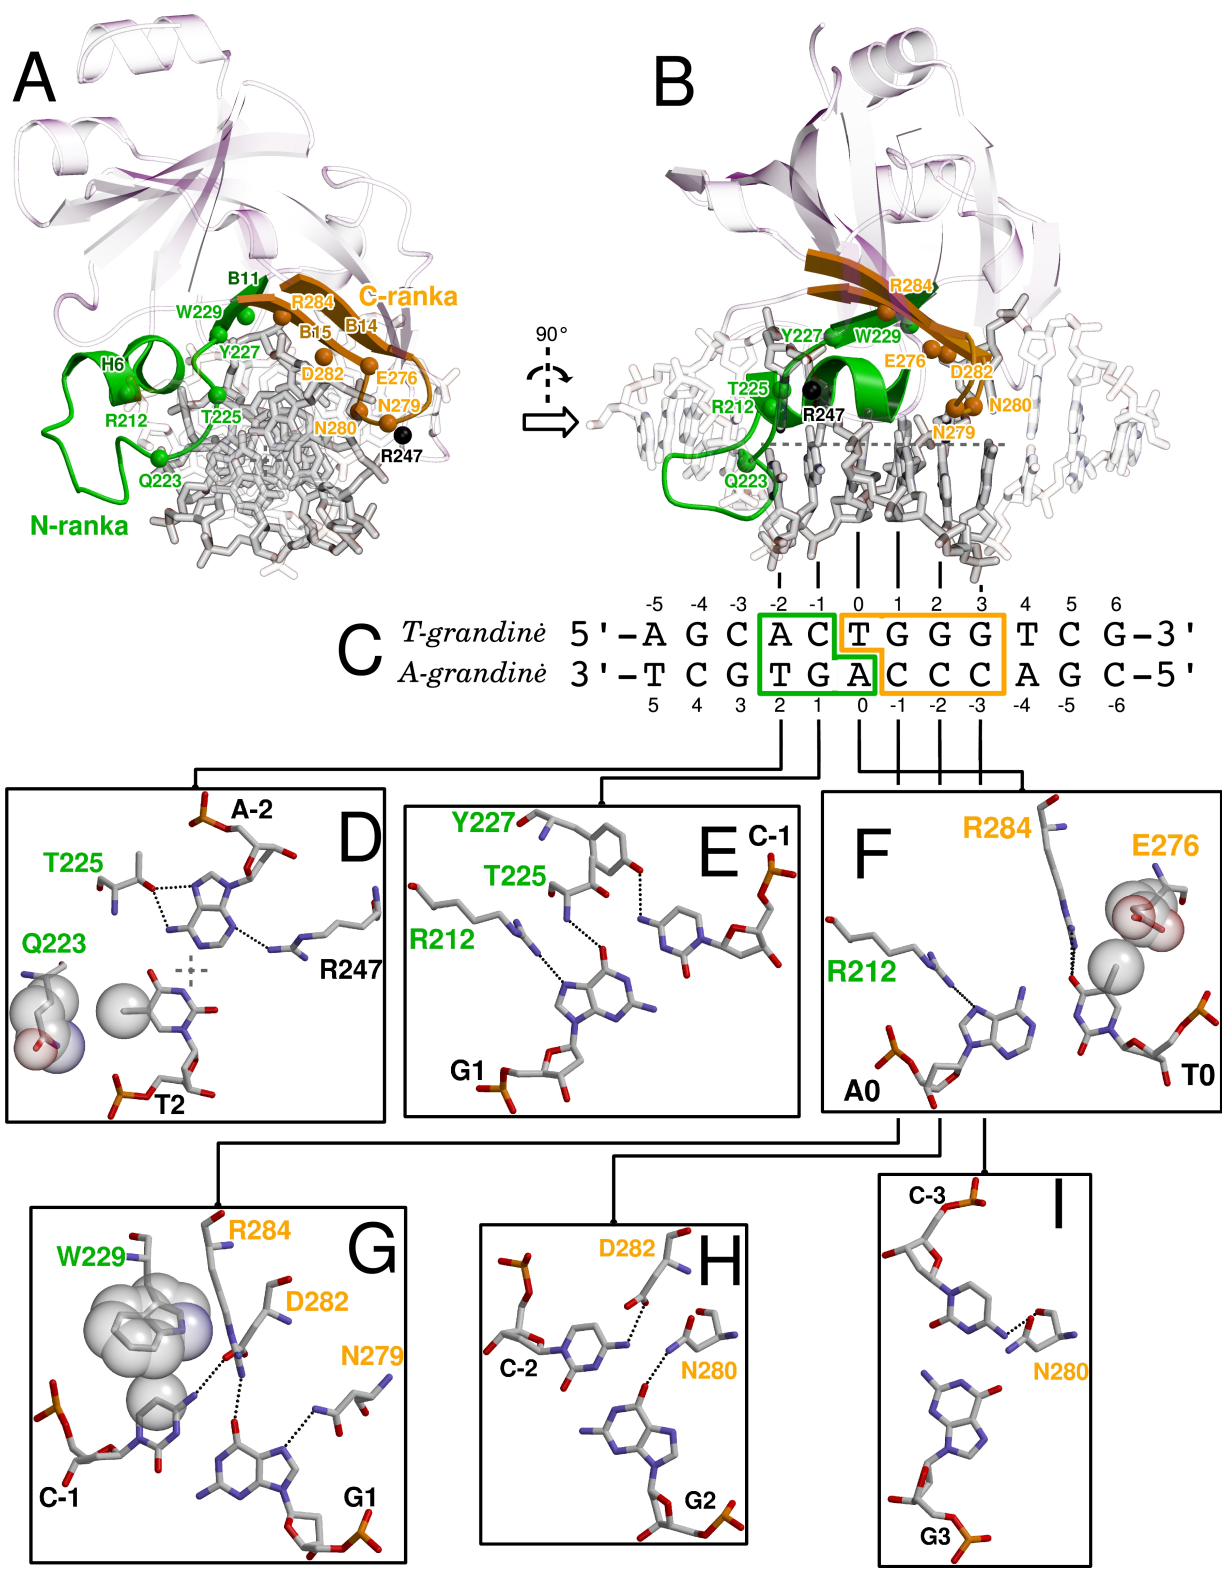 A
B
B11
W229
R284
C-ranka
B15
B14
H6
Y227
D282
E276
R212
T225
N279
N280
R247
Q223
N-ranka
90°
R284
Y227
W229
E276
D282
T225
R212
R247
N280
N279
Q223
C
-5 -4 -3 -2 -1 0 1 2 3 4 5 6
T-grandinė 5'-AGCACTGGGTCG-3'
A-grandinė 3'-TCGTGACCCAGC-5'
5 4 3 2 1 0 -1 -2 -3 -4 -5 -6
D
A-2
T225
Q223
R247
T2
E
Y227
C-1
T225
R212
G1
F
R284
E276
R212
A0
T0
G
R284
W229
D282
N279
C-1
G1
H
D282
C-2
N280
G2
I
C-3
N280
G3